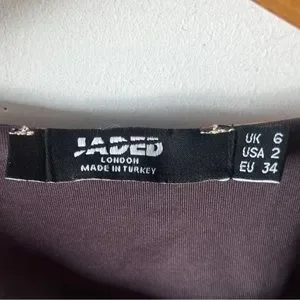 JADED
LONDON
MADE IN TURKEY
UK 6
USA 2
EU 34